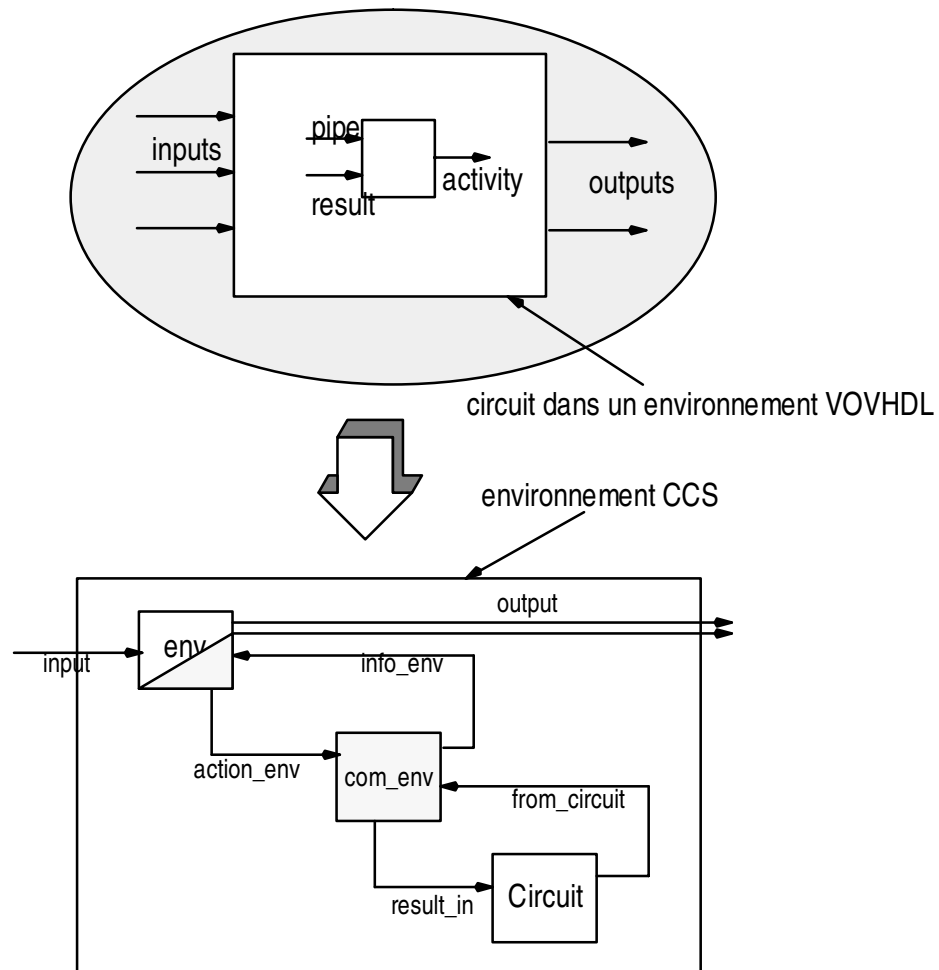 pipe
inputs
activity
outputs
result
circuit dans un environnement VOVHDL
environnement CCS
output
env
input
info_env
action_env
com_env
from_circuit
Circuit
result_in